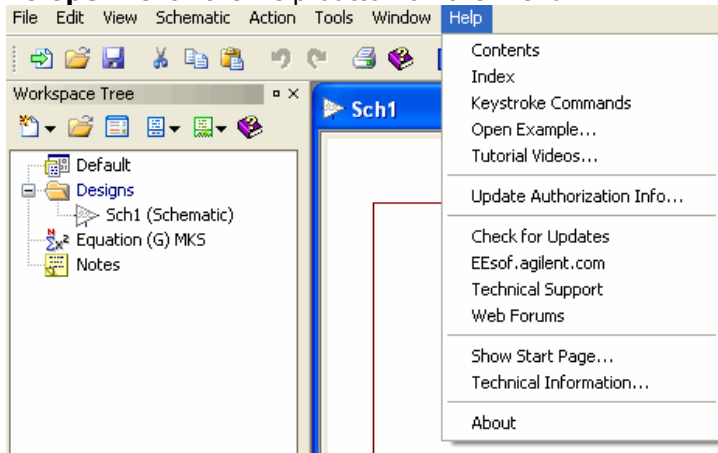 File Edit View Schematic Action Tools Window Help
Workspace Tree
Sch1
Default
Designs
Sch1 (Schematic)
Equation (G) MKS
Notes
Contents
Index
Keystroke Commands
Open Example...
Tutorial Videos...
Update Authorization Info...
Check for Updates
EEsof.agilent.com
Technical Support
Web Forums
Show Start Page...
Technical Information...
About